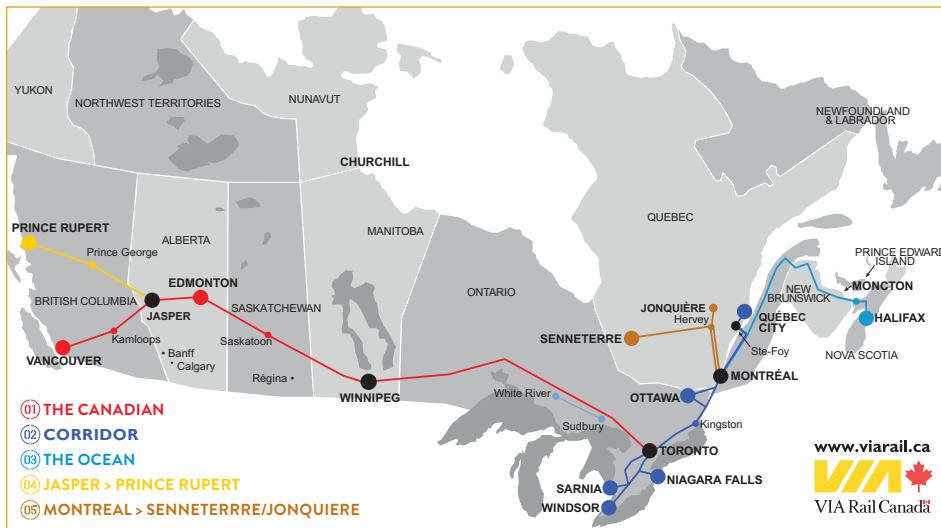 YUKON
NORTHWEST TERRITORIES
NUNAVUT
NEWFOUNDLAND
& LABRADOR
CHURCHILL
QUEBEC
PRINCE RUPERT
Prince George
ALBERTA
MANITOBA
PRINCE EDWARD
ISLAND
EDMONTON
MONCTON
BRITISH COLUMBIA
JASPER
SASKATCHEWAN
ONTARIO
NEW
BRUNSWICK
JONQUIÈRE
Hervey
QUÉBEC
CITY
HALIFAX
Kamloops
Saskatoon
SENNETERRE
Ste-Foy
NOVA SCOTIA
VANCOUVER
Banff
Calgary
Régina
WINNIPEG
MONTRÉAL
White River
OTTAWA
Sudbury
Kingston
TORONTO
NIAGARA FALLS
SARNIA
WINDSOR
01 THE CANADIAN
02 CORRIDOR
03 THE OCEAN
04 JASPER > PRINCE RUPERT
05 MONTREAL > SENNETERRRE/JONQUIERE
www.viarail.ca
VIA
VIA Rail Canada